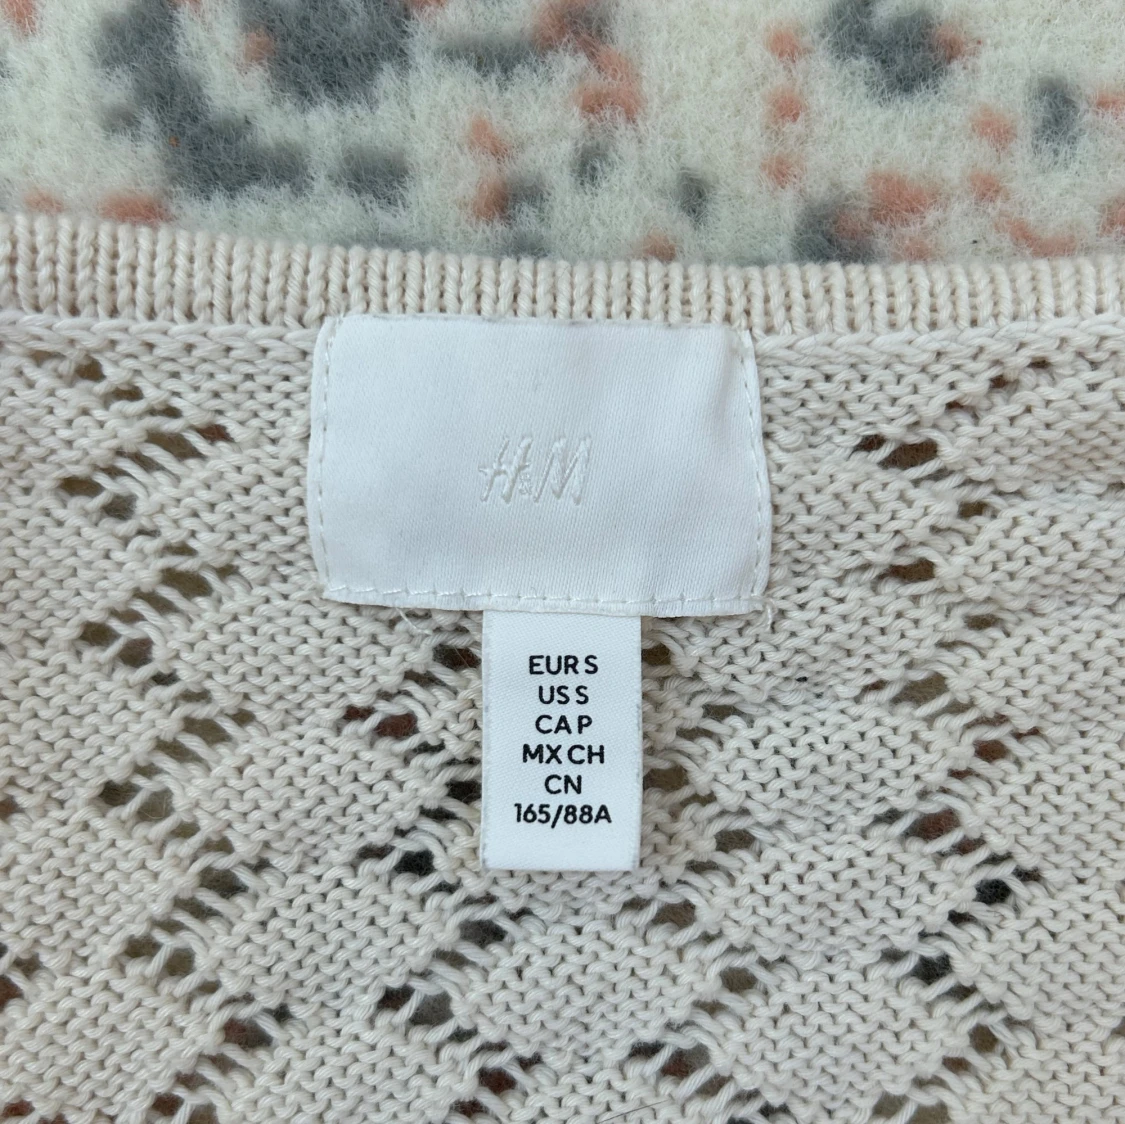 H&M
EUR S
US S
CA P
MX CH
CN
165/88A